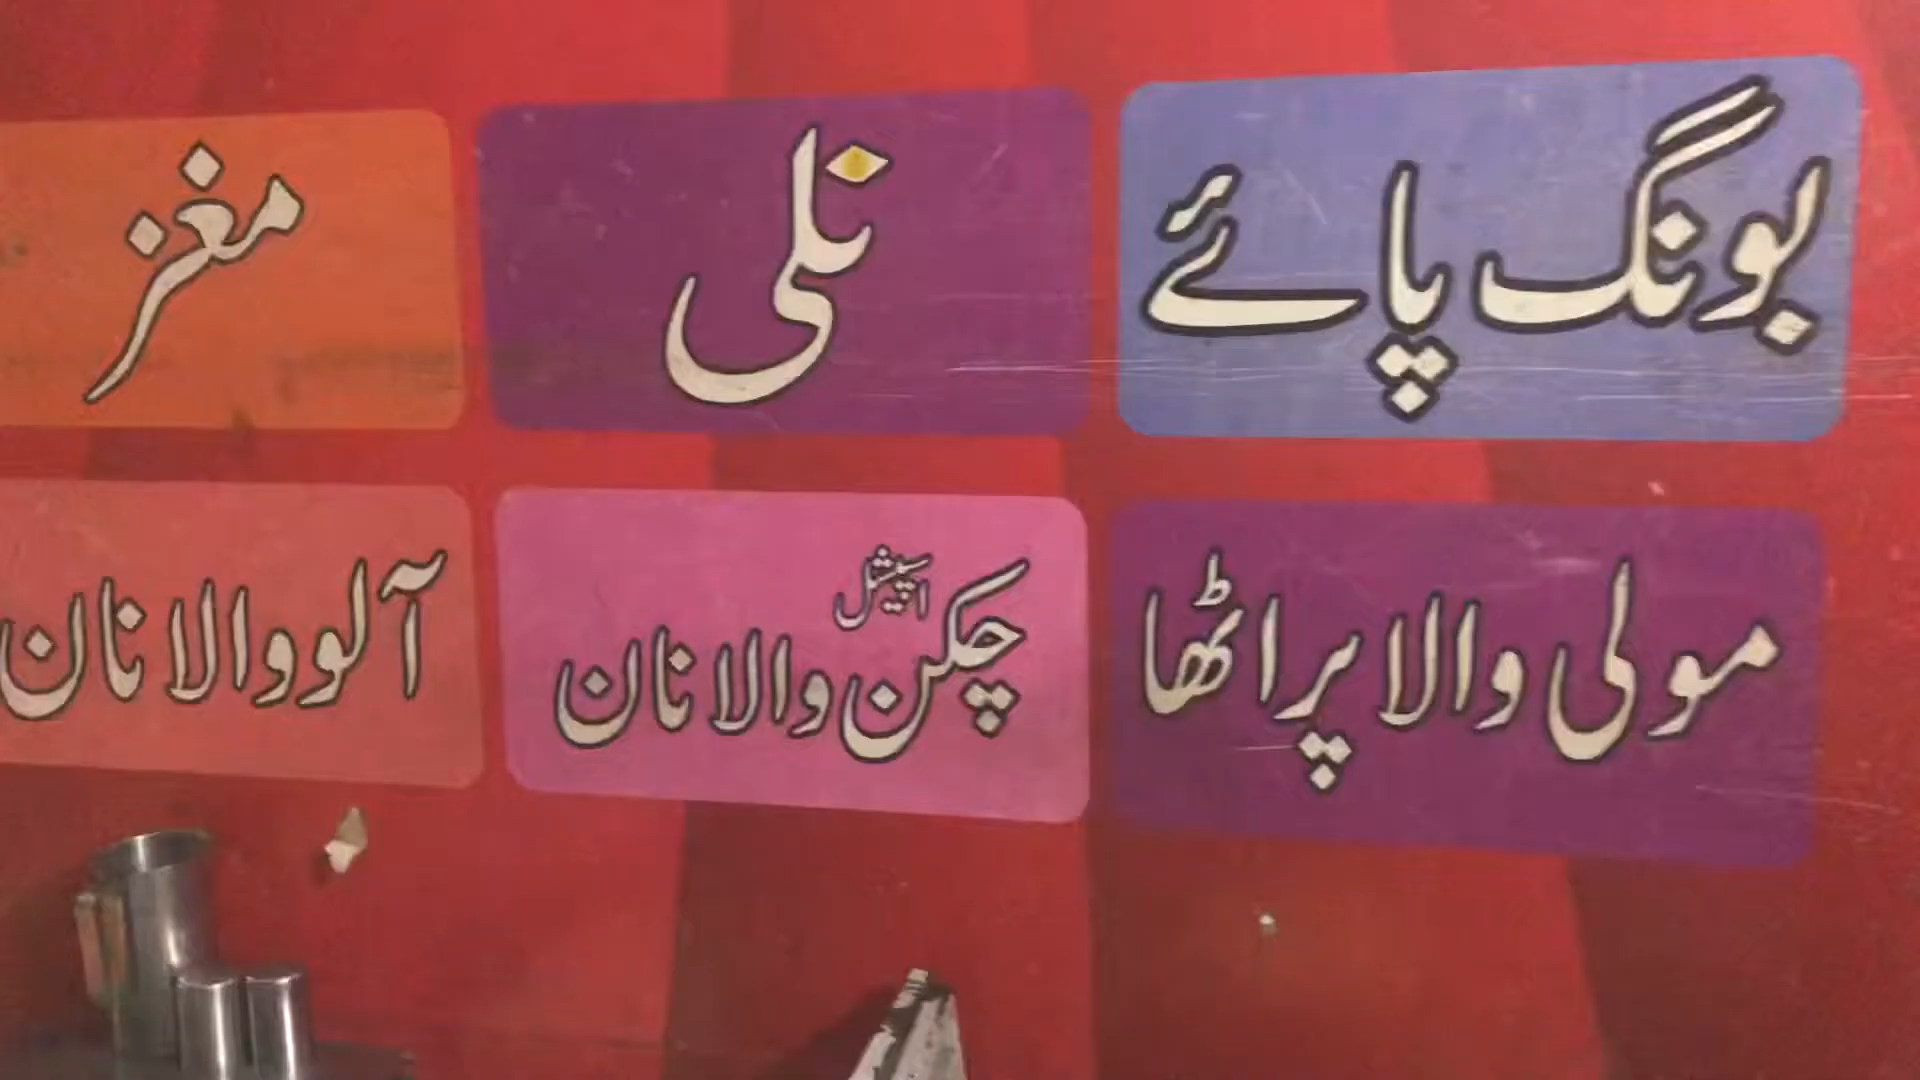 بونگ پائے
نلی
مغز
مولی والا پراٹھا
اسپیشل
چکن والا نان
آلو والا نان